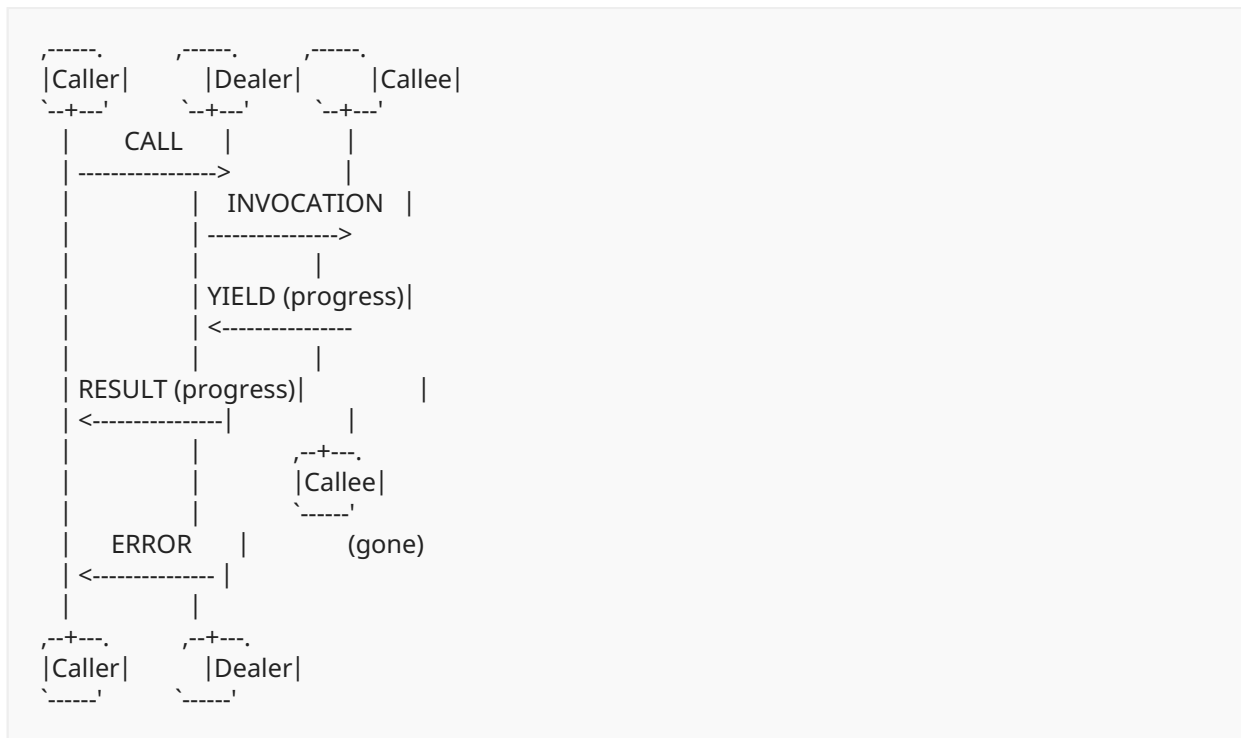 ,------.          ,------.          ,------.
|Caller|          |Dealer|          |Callee|
`--+---'          `--+---'          `--+---'
   |       CALL      |                 |
   | ----------------->                |
   |                 |    INVOCATION   |
   |                 | ---------------->
   |                 |                 |
   |                 | YIELD (progress)|
   |                 | <----------------
   |                 |                 |
   | RESULT (progress)|                 |
   | <----------------|                |
   |                 |              ,--+---.
   |                 |              |Callee|
   |                 |              `------'
   |      ERROR      |               (gone)
   | <--------------- |
   |                 |
,--+---.          ,--+---.
|Caller|          |Dealer|
`------'          `------'